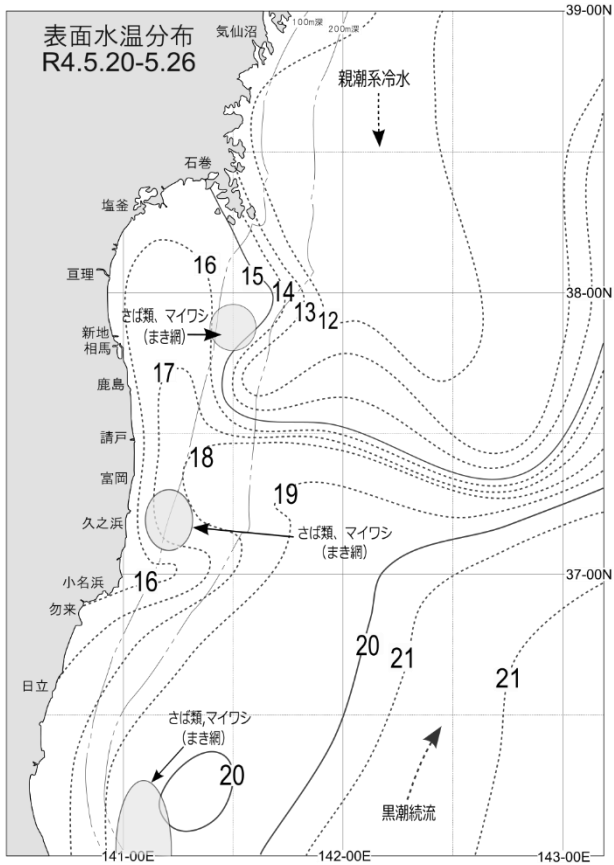 表面水温分布
R4.5.20-5.26
気仙沼
100m深
200m深
39-00N
親潮系冷水
石巻
塩釜
亘理
16
15
14
13
12
38-00N
さば類、マイワシ
(まき網)
新地
相馬
鹿島
17
請戸
18
富岡
19
久之浜
さば類、マイワシ
(まき網)
小名浜
16
37-00N
勿来
20
21
21
日立
さば類,マイワシ
(まき網)
20
黒潮続流
141-00E
142-00E
143-00E